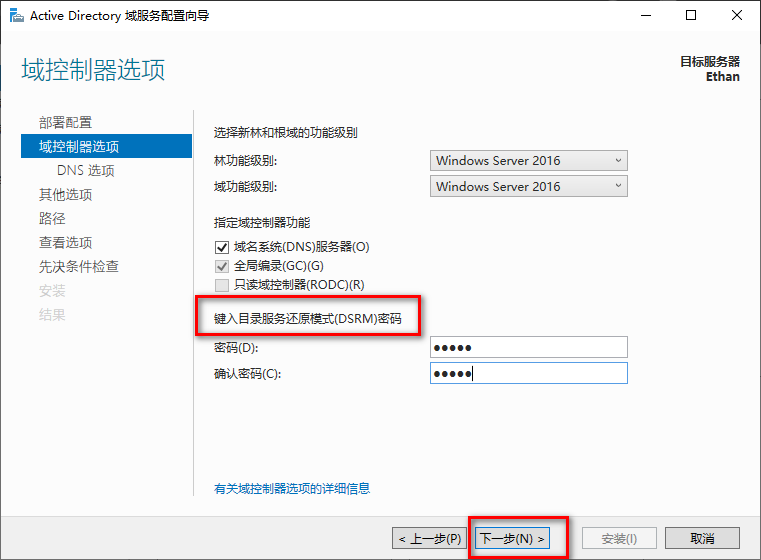 Active Directory 域服务配置向导
域控制器选项
目标服务器
Ethan
部署配置
域控制器选项
DNS 选项
其他选项
路径
查看选项
先决条件检查
安装
结果
选择新林和根域的功能级别
林功能级别: Windows Server 2016
域功能级别: Windows Server 2016
指定域控制器功能
域名系统(DNS)服务器(O)
全局编录(GC)(G)
只读域控制器(RODC)(R)
键入目录服务还原模式(DSRM)密码
密码(D): ●●●●●
确认密码(C): ●●●●●
有关域控制器选项的详细信息
< 上一步(P) 下一步(N) > 安装(I) 取消